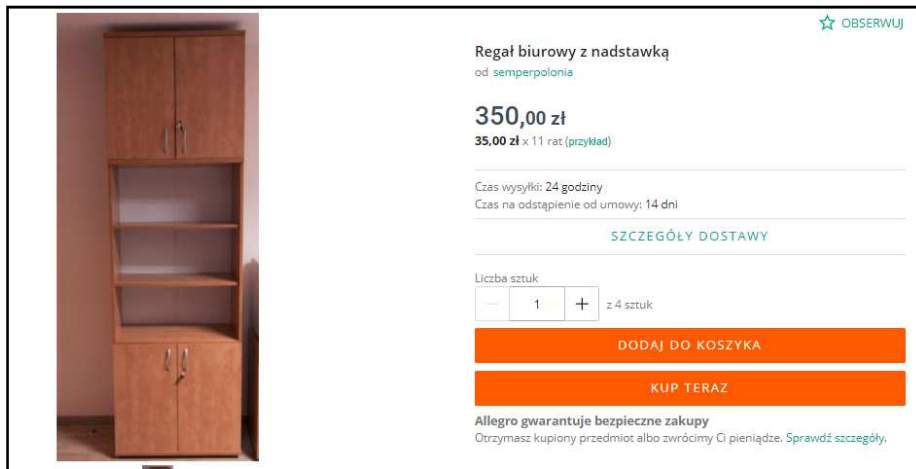 OBSERWUJ
Regał biurowy z nadstawką
od semperpolonia
350,00 zł
35,00 zł x 11 rat (przykład)
Czas wysyłki: 24 godziny
Czas na odstąpienie od umowy: 14 dni
SZCZEGÓŁY DOSTAWY
Liczba sztuk
1 + z 4 sztuk
DODAJ DO KOSZYKA
KUP TERAZ
Allegro gwarantuje bezpieczne zakupy
Otrzymasz kupiony przedmiot albo zwrócimy Ci pieniądze. Sprawdź szczegóły.